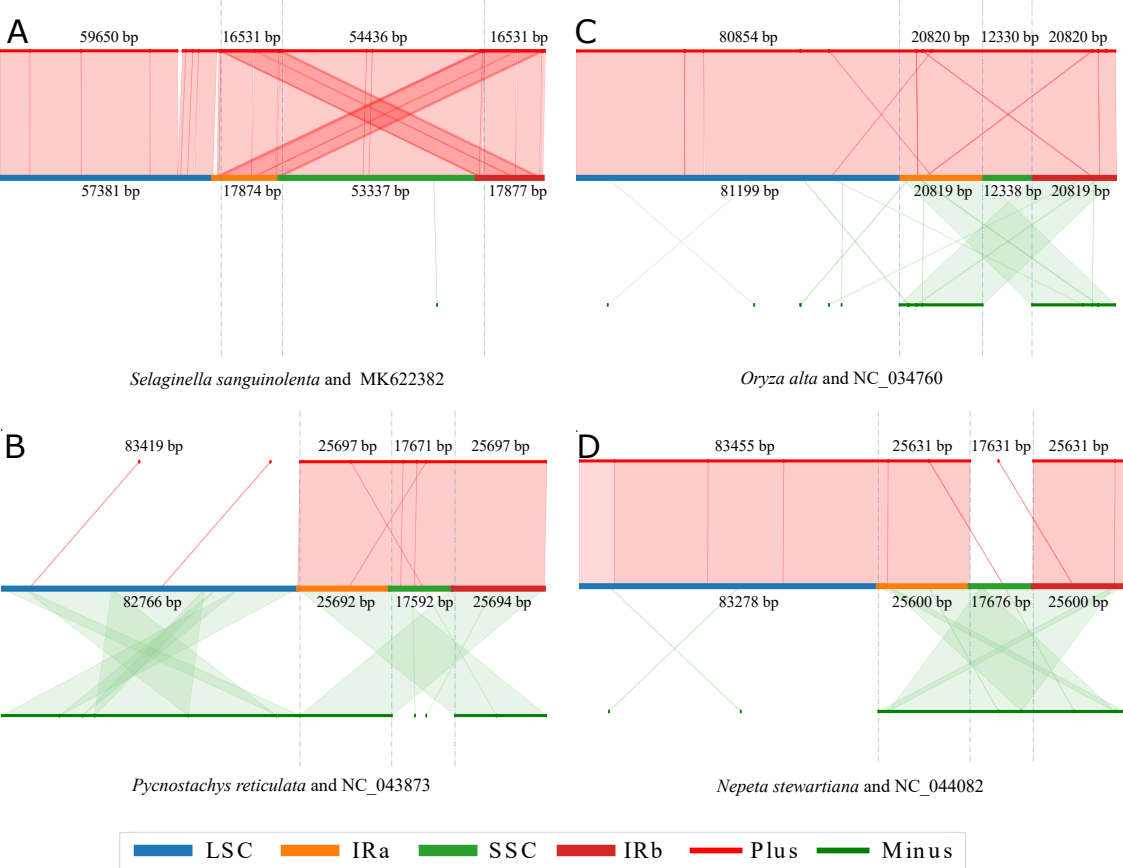 A
59650 bp 16531 bp 54436 bp 16531 bp
57381 bp 17874 bp 53337 bp 17877 bp
Selaginella sanguinolenta and MK622382
C
80854 bp 20820 bp 12330 bp 20820 bp
81199 bp 20819 bp 12338 bp 20819 bp
Oryza alta and NC_034760
B
83419 bp 25697 bp 17671 bp 25697 bp
82766 bp 25692 bp 17592 bp 25694 bp
Pycnostachys reticulata and NC_043873
D
83455 bp 25631 bp 17631 bp 25631 bp
83278 bp 25600 bp 17676 bp 25600 bp
Nepeta stewartiana and NC_044082
LSC IRa SSC IRb Plus Minus